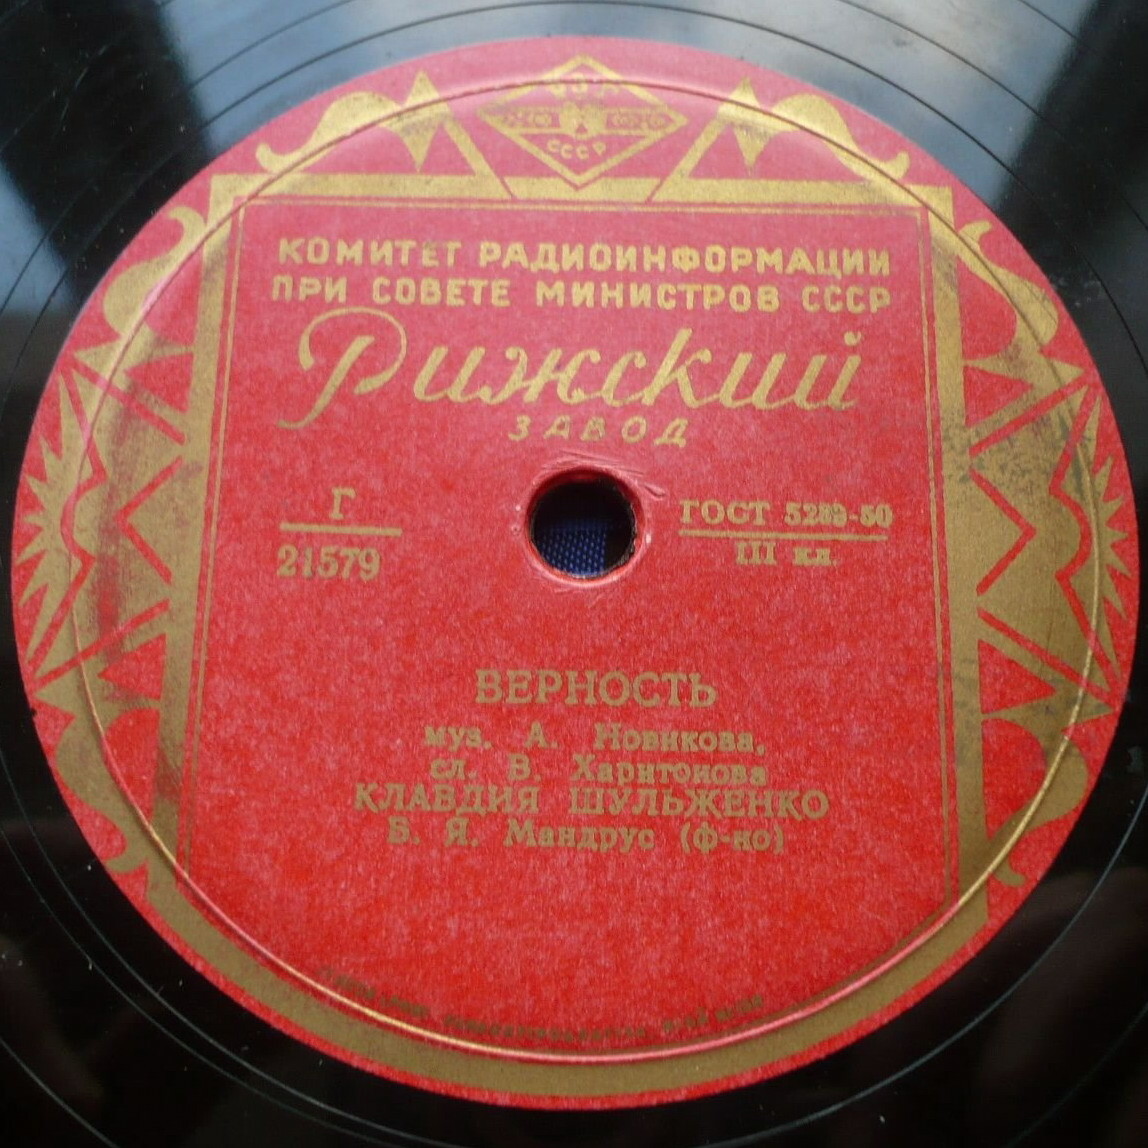 СССР
КОМИТЕТ РАДИОИНФОРМАЦИИ
ПРИ СОВЕТЕ МИНИСТРОВ СССР
Рижский
ЗАВОД
Г
21579
ГОСТ 5289-50
III кл.
ВЕРНОСТЬ
муз. А. Новикова,
сл. В. Харитонова
КЛАВДИЯ ШУЛЬЖЕНКО
Б. Я. Мандрус (ф-но)